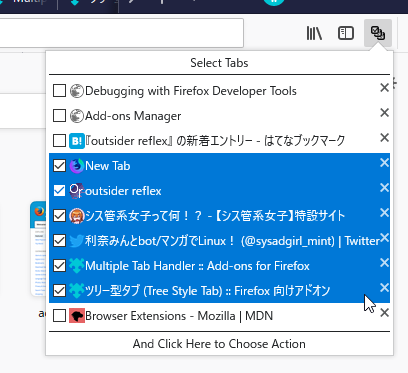 Select Tabs
Debugging with Firefox Developer Tools
Add-ons Manager
B! 『outsider reflex』 の新着エントリー - はてなブックマーク
New Tab
outsider reflex
シス管系女子って何！？ - 【シス管系女子】特設サイト
利奈みんとbot/マンガでLinux！ (@sysadgirl_mint) | Twitter
Multiple Tab Handler :: Add-ons for Firefox
ツリー型タブ (Tree Style Tab) :: Firefox 向けアドオン
Browser Extensions - Mozilla | MDN
And Click Here to Choose Action